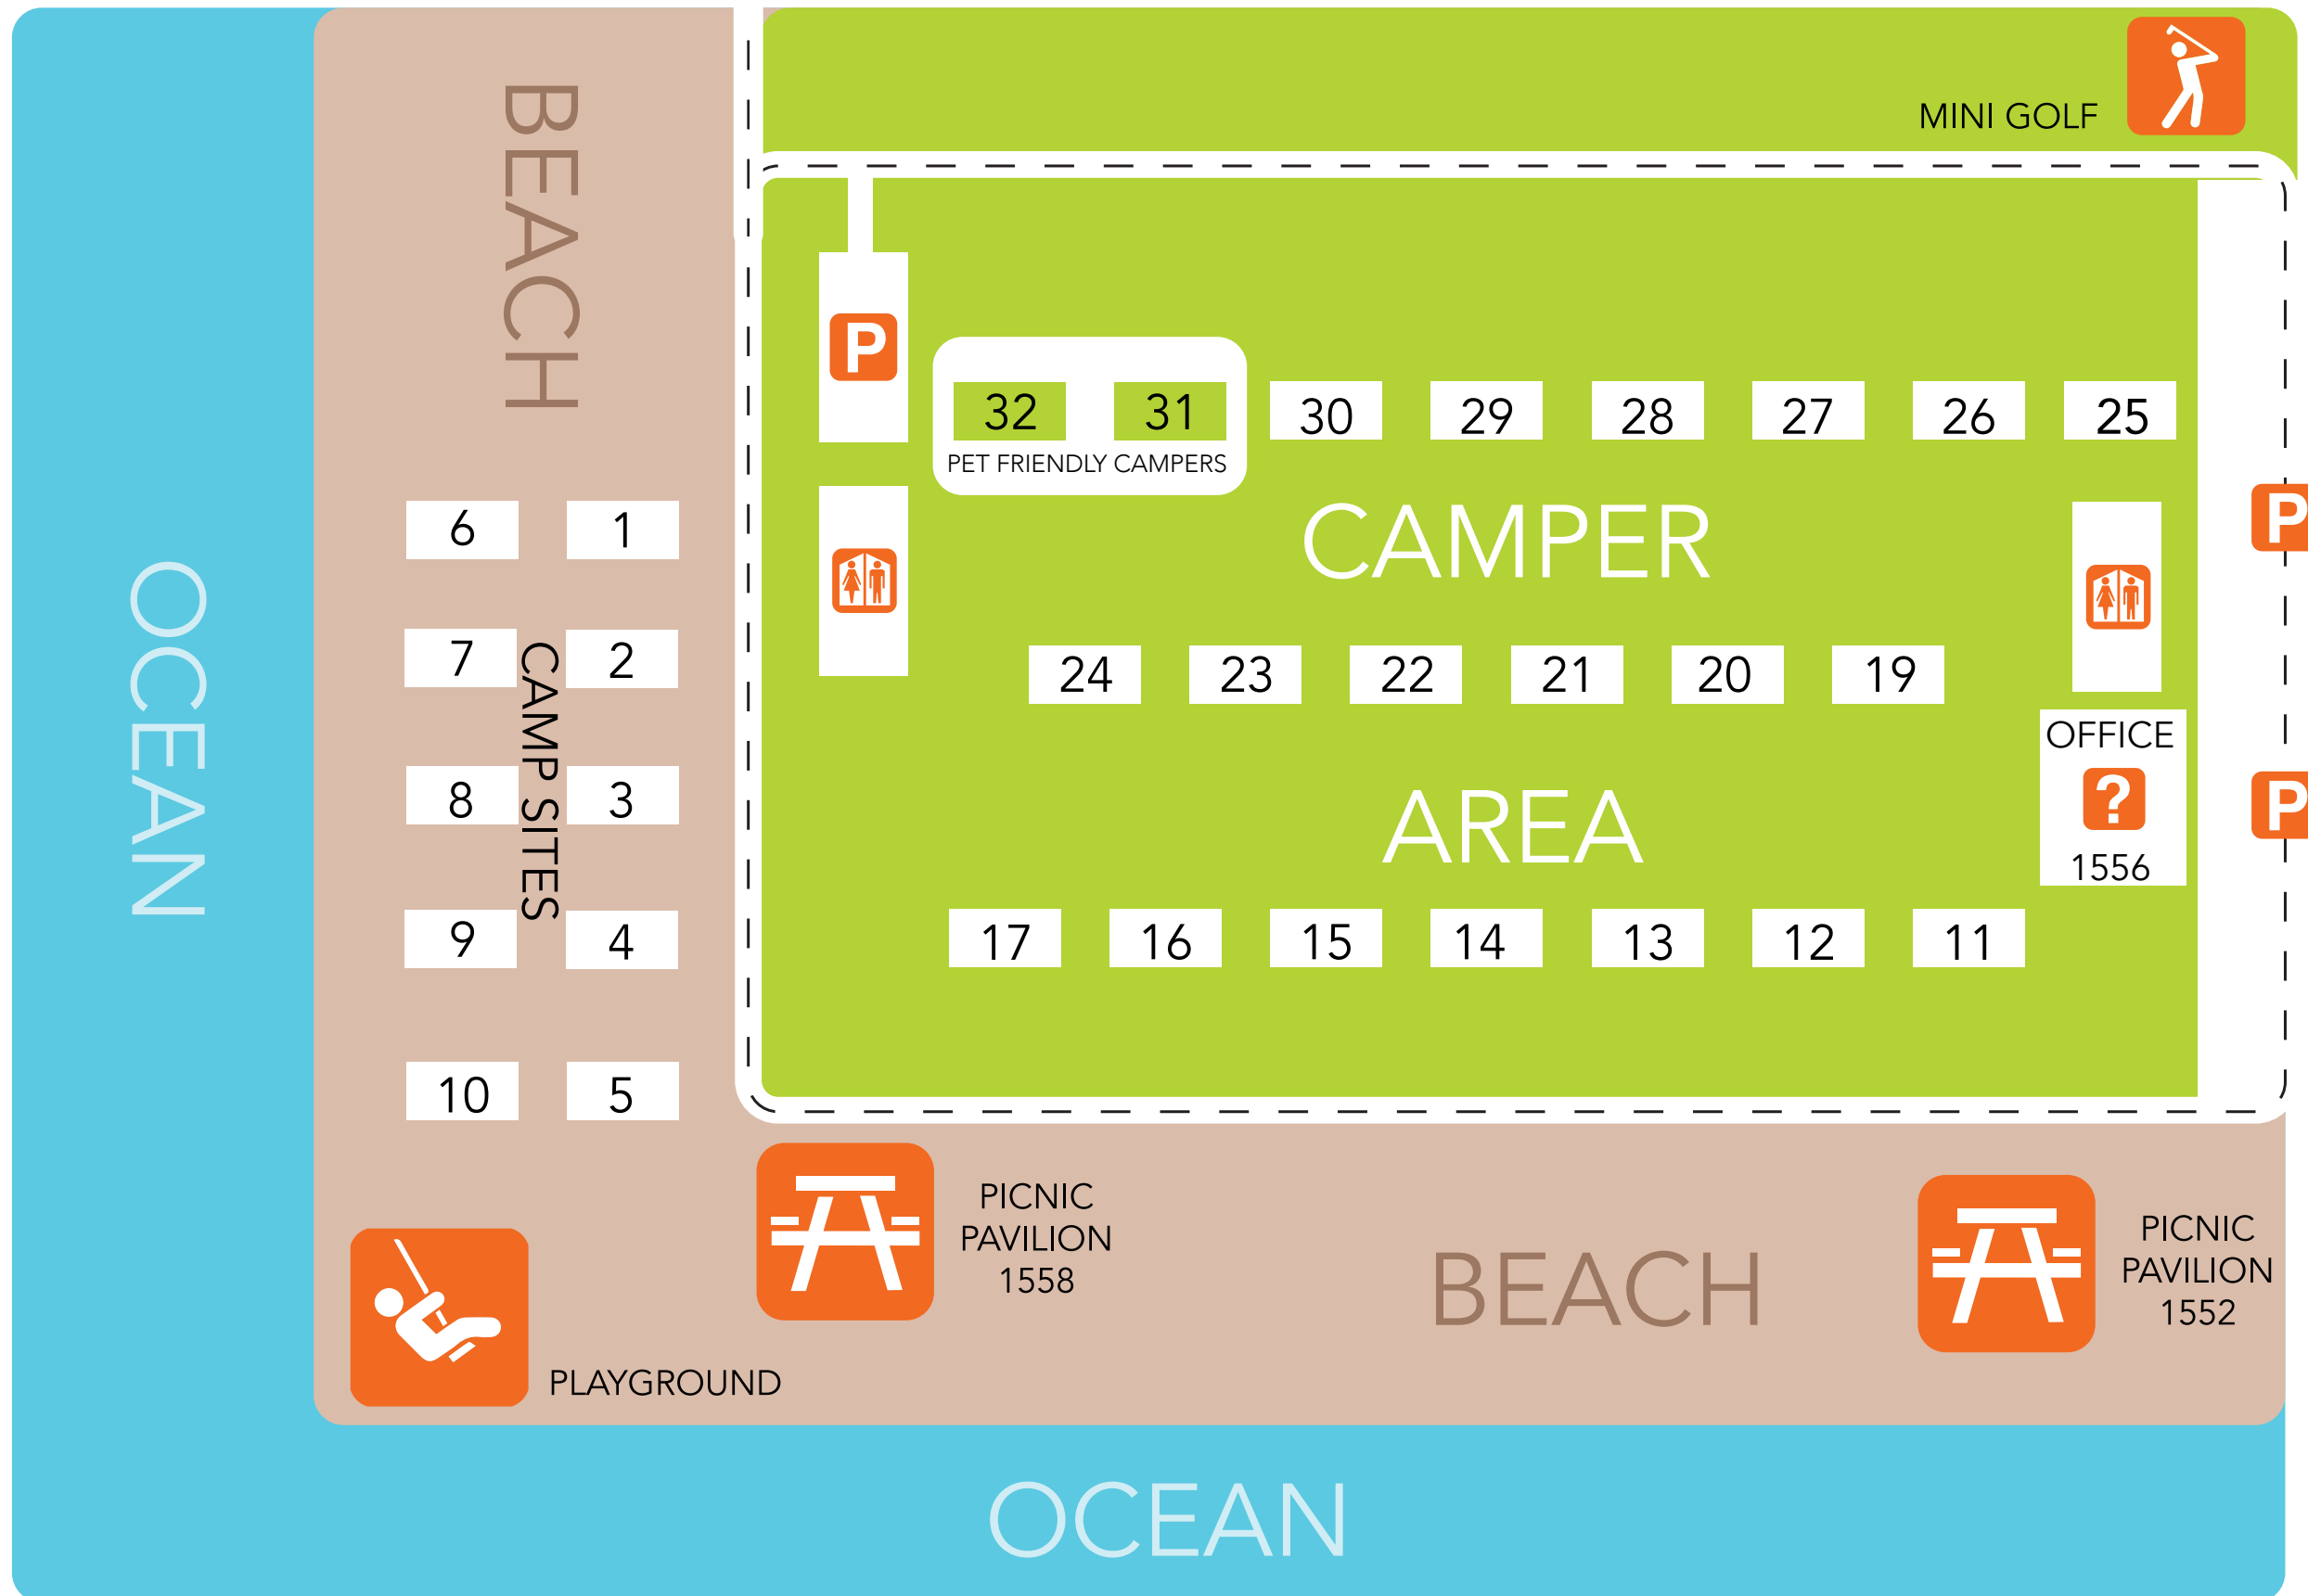 BEACH
MINI GOLF
P
32
31
30
29
28
27
26
25
PET FRIENDLY CAMPERS
6
1
P
CAMPER
OCEAN
7
2
24
23
22
21
20
19
CAMP SITES
OFFICE
?
1556
P
8
3
AREA
9
4
17
16
15
14
13
12
11
10
5
PICNIC
PAVILION
1558
BEACH
PICNIC
PAVILION
1552
PLAYGROUND
OCEAN